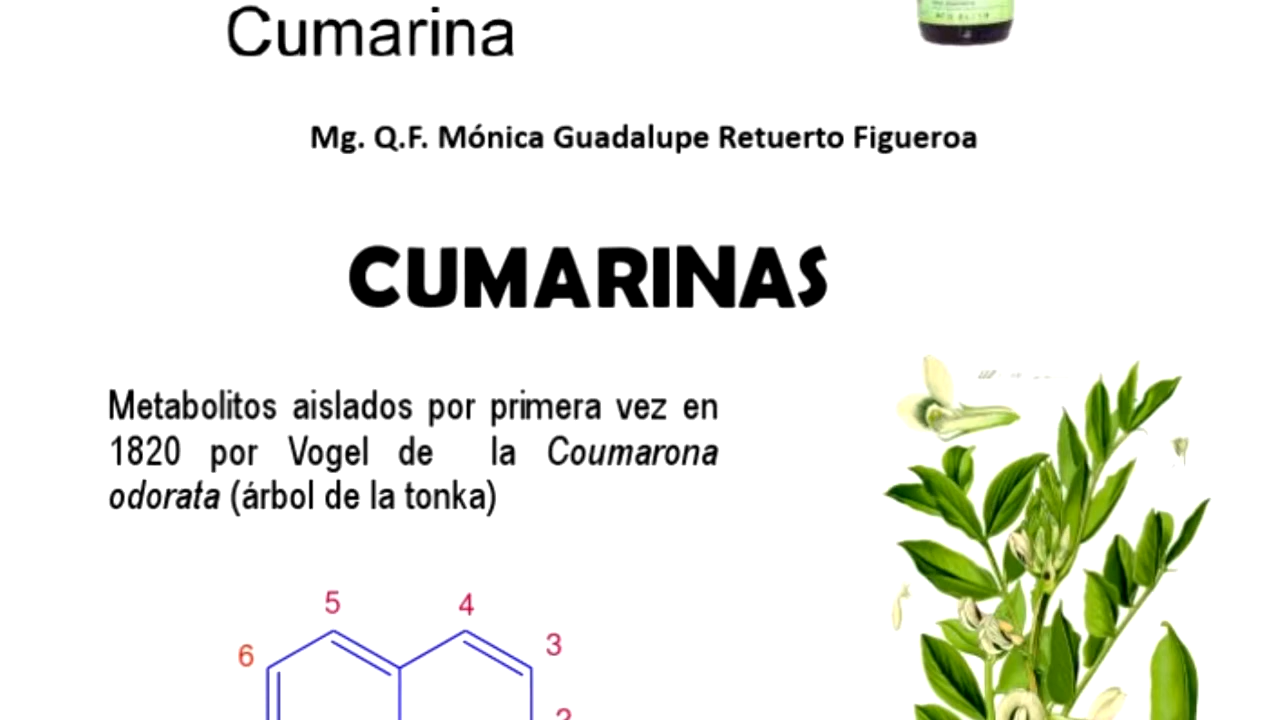 Cumarina
Mg. Q.F. Mónica Guadalupe Retuerto Figueroa
CUMARINAS
Metabolitos aislados por primera vez en
1820 por Vogel de la Coumarona
odorata (árbol de la tonka)
5
4
3
6
2